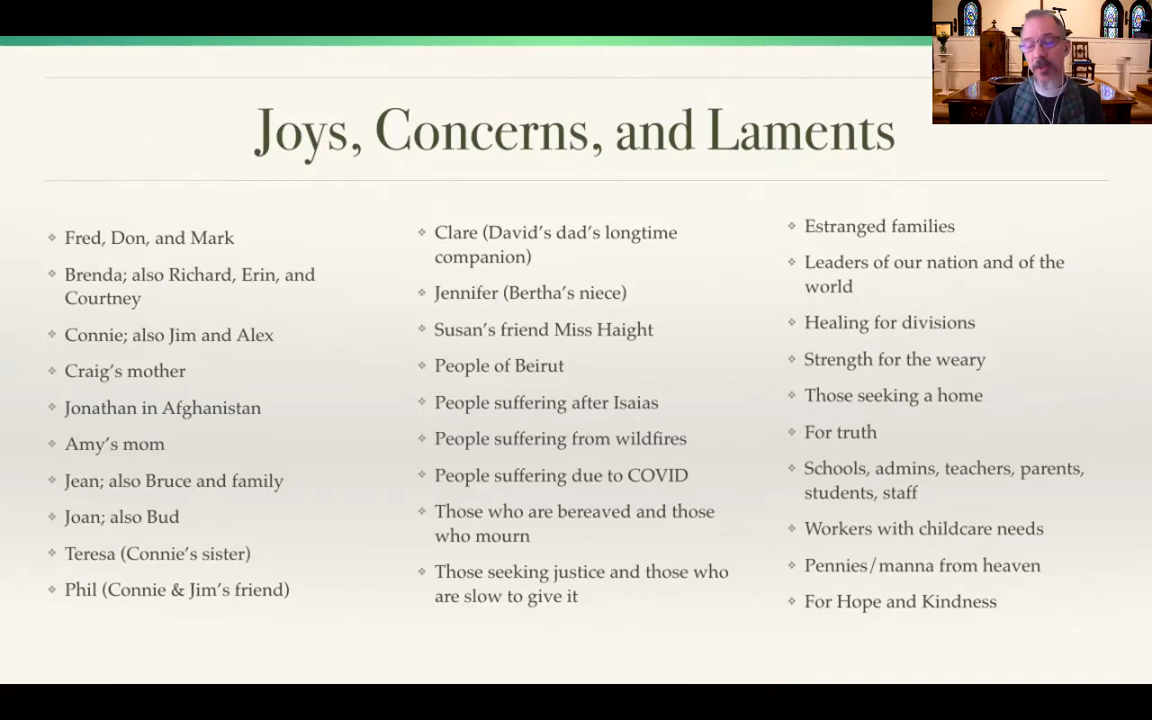 Joys, Concerns, and Laments
Fred, Don, and Mark
Brenda; also Richard, Erin, and
Courtney
Connie; also Jim and Alex
Craig's mother
Jonathan in Afghanistan
Amy's mom
Jean; also Bruce and family
Joan; also Bud
Teresa (Connie's sister)
Phil (Connie & Jim's friend)
Clare (David's dad's longtime
companion)
Jennifer (Bertha's niece)
Susan's friend Miss Haight
People of Beirut
People suffering after Isaias
People suffering from wildfires
People suffering due to COVID
Those who are bereaved and those
who mourn
Those seeking justice and those who
are slow to give it
Estranged families
Leaders of our nation and of the
world
Healing for divisions
Strength for the weary
Those seeking a home
For truth
Schools, admins, teachers, parents,
students, staff
Workers with childcare needs
Pennies/manna from heaven
For Hope and Kindness